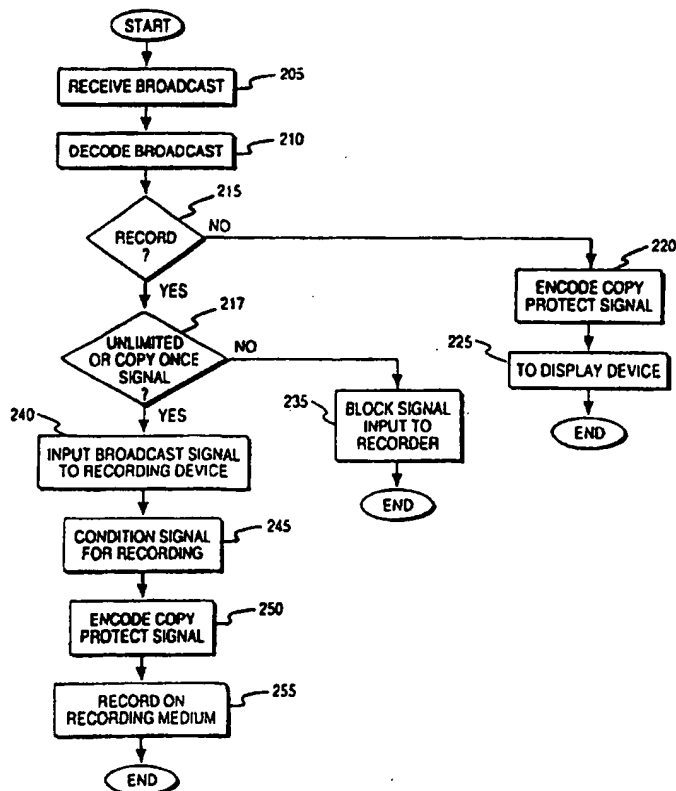 START
RECEIVE BROADCAST
205
DECODE BROADCAST
210
215
RECORD
?
NO
YES
220
ENCODE COPY
PROTECT SIGNAL
225
TO DISPLAY DEVICE
END
217
UNLIMITED
OR COPY ONCE
SIGNAL
?
NO
YES
235
BLOCK SIGNAL
INPUT TO
RECORDER
END
240
INPUT BROADCAST SIGNAL
TO RECORDING DEVICE
CONDITION SIGNAL
FOR RECORDING
245
ENCODE COPY
PROTECT SIGNAL
250
RECORD ON
RECORDING MEDIUM
255
END